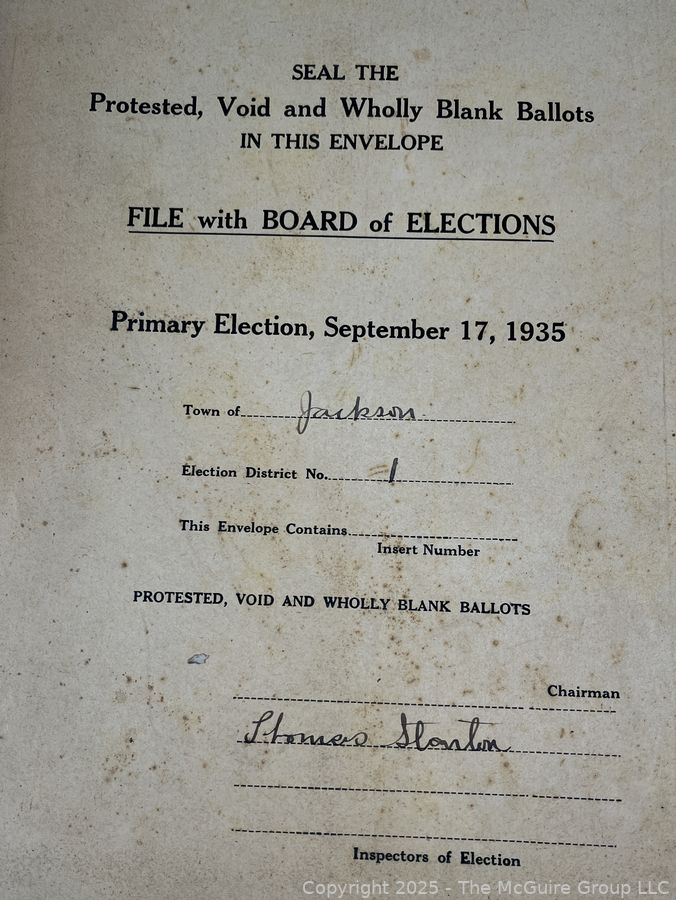 SEAL THE
Protested, Void and Wholly Blank Ballots
IN THIS ENVELOPE
FILE with BOARD of ELECTIONS
Primary Election, September 17, 1935
Town of Jackson
Election District No. 1
This Envelope Contains
Insert Number
PROTESTED, VOID AND WHOLLY BLANK BALLOTS
Chairman
Thomas Stanton
Inspectors of Election
Copyright 2025 - The McGuire Group LLC